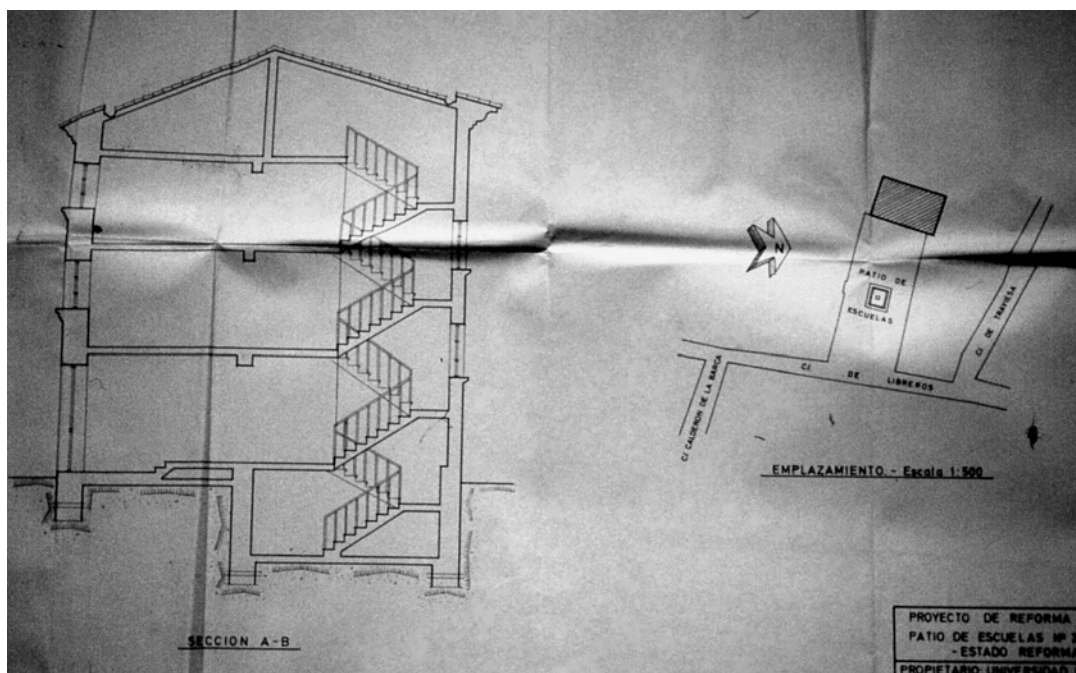 SECCION A-B
N
PATIO DE
ESCUELAS
C/. DE TRAVIESA
C/. DE LIBREROS
C/ CALDERON DE LA BARCA
EMPLAZAMIENTO.- Escala 1:500
PROYECTO DE REFORMA
PATIO DE ESCUELAS Nº
-ESTADO REFORMA
PROPIETARIO: UNIVERSIDAD